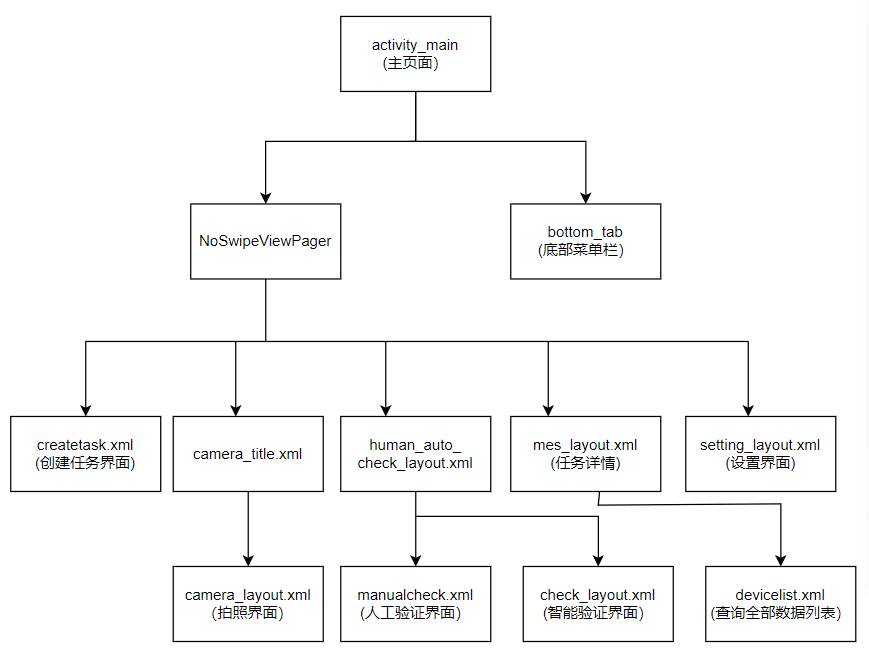 activity_main
(主页面)
NoSwipeViewPager
bottom_tab
(底部菜单栏)
createtask.xml
(创建任务界面)
camera_title.xml
human_auto_
check_layout.xml
mes_layout.xml
(任务详情)
setting_layout.xml
(设置界面)
camera_layout.xml
(拍照界面)
manualcheck.xml
(人工验证界面)
check_layout.xml
(智能验证界面)
devicelist.xml
(查询全部数据列表)